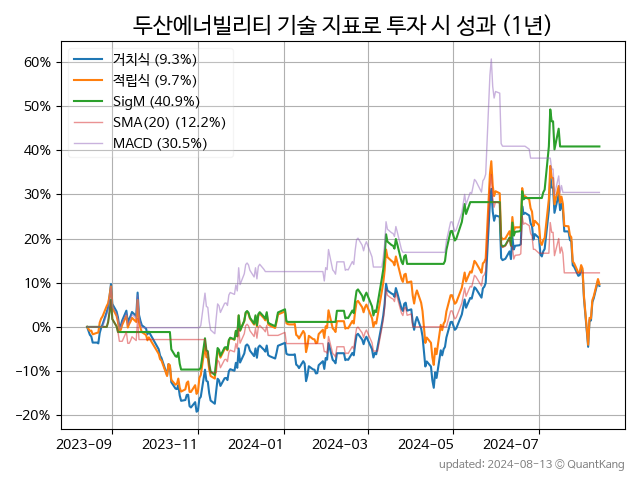 두산에너빌리티 기술 지표로 투자 시 성과 (1년)
거치식 (9.3%)
적립식 (9.7%)
SigM (40.9%)
SMA(20) (12.2%)
MACD (30.5%)
60%
50%
40%
30%
20%
10%
0%
−10%
−20%
2023-09
2023-11
2024-01
2024-03
2024-05
2024-07
updated: 2024-08-13 © QuantKang